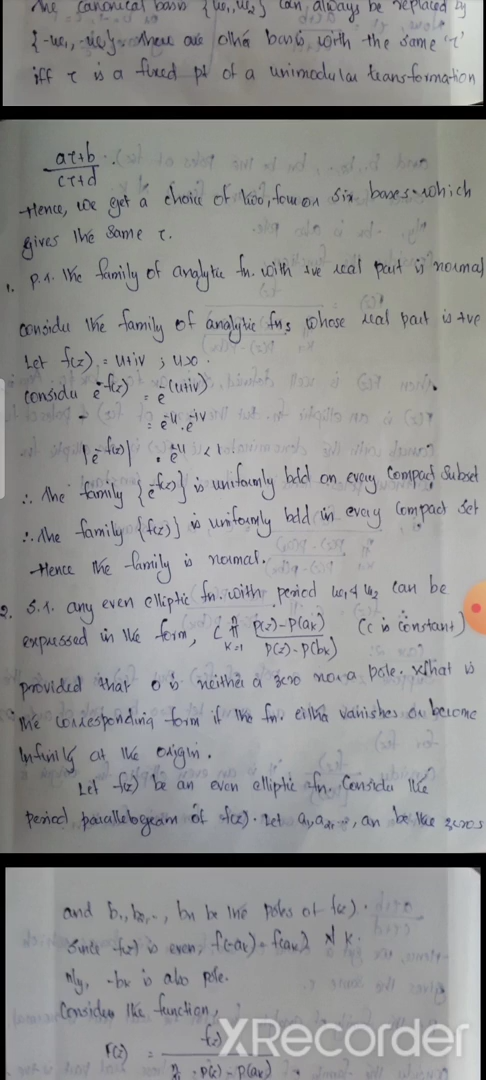 The canonical basis {ω₁, ω₂} can always be replaced by
{-ω₁, -ω₂}. There are other basis with the same 'τ'
iff τ is a fixed pt of a unimodular transformation
aτ+b
cτ+d
Hence, we get a choice of two, four or six bases which
gives the same τ.
1. P.T. the family of analytic fn. with +ve real part is normal
consider the family of analytic fns whose real part is +ve
Let f(z) = u+iv ; u>0.
consider e^-f(z) = e^-(u+iv)
= e^-u . e^-iv
|e^-f(z)| = e^-u < 1.
∴ The family {e^-f(z)} is uniformly bdd on every compact subset
∴ The family {f(z)} is uniformly bdd in every compact set
Hence the family is normal.
2. S.T. any even elliptic fn. with period ω₁ & ω₂ can be
expressed in the form, C π^n_k=1 p(z) - p(ak) / p(z) - p(bk) (C is constant)
provided that 0 is neither a zero nor a pole. What is
the corresponding form if the fn. either vanishes or become
infinity at the origin.
Let f(z) be an even elliptic fn. Consider the
period parallelogram of f(z). Let a₁, a₂, ..., an be the zeros
and b₁, b₂, .., bn be the poles of f(z).
Since f(z) is even, f(-ak) = f(ak) ∀ k.
lly, -bk is also pole.
Consider the function,
F(z) = f(z)
p(z) - p(ak)
XRecorder